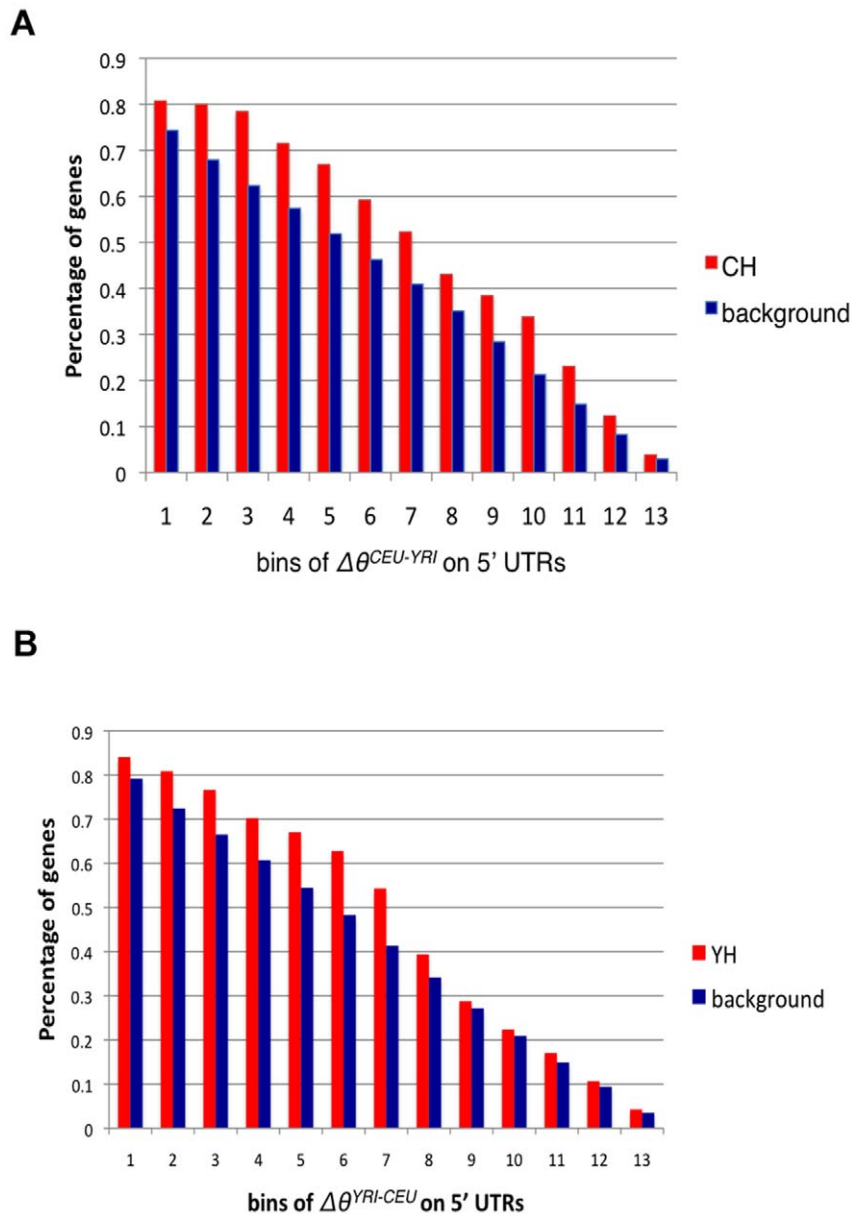 A
Percentage of genes
0.9
0.8
0.7
0.6
0.5
0.4
0.3
0.2
0.1
0
1 2 3 4 5 6 7 8 9 10 11 12 13
bins of Δθ^CEU-YRI on 5’ UTRs
CH
background
B
Percentage of genes
0.9
0.8
0.7
0.6
0.5
0.4
0.3
0.2
0.1
0
1 2 3 4 5 6 7 8 9 10 11 12 13
bins of Δθ^YRI-CEU on 5’ UTRs
YH
background